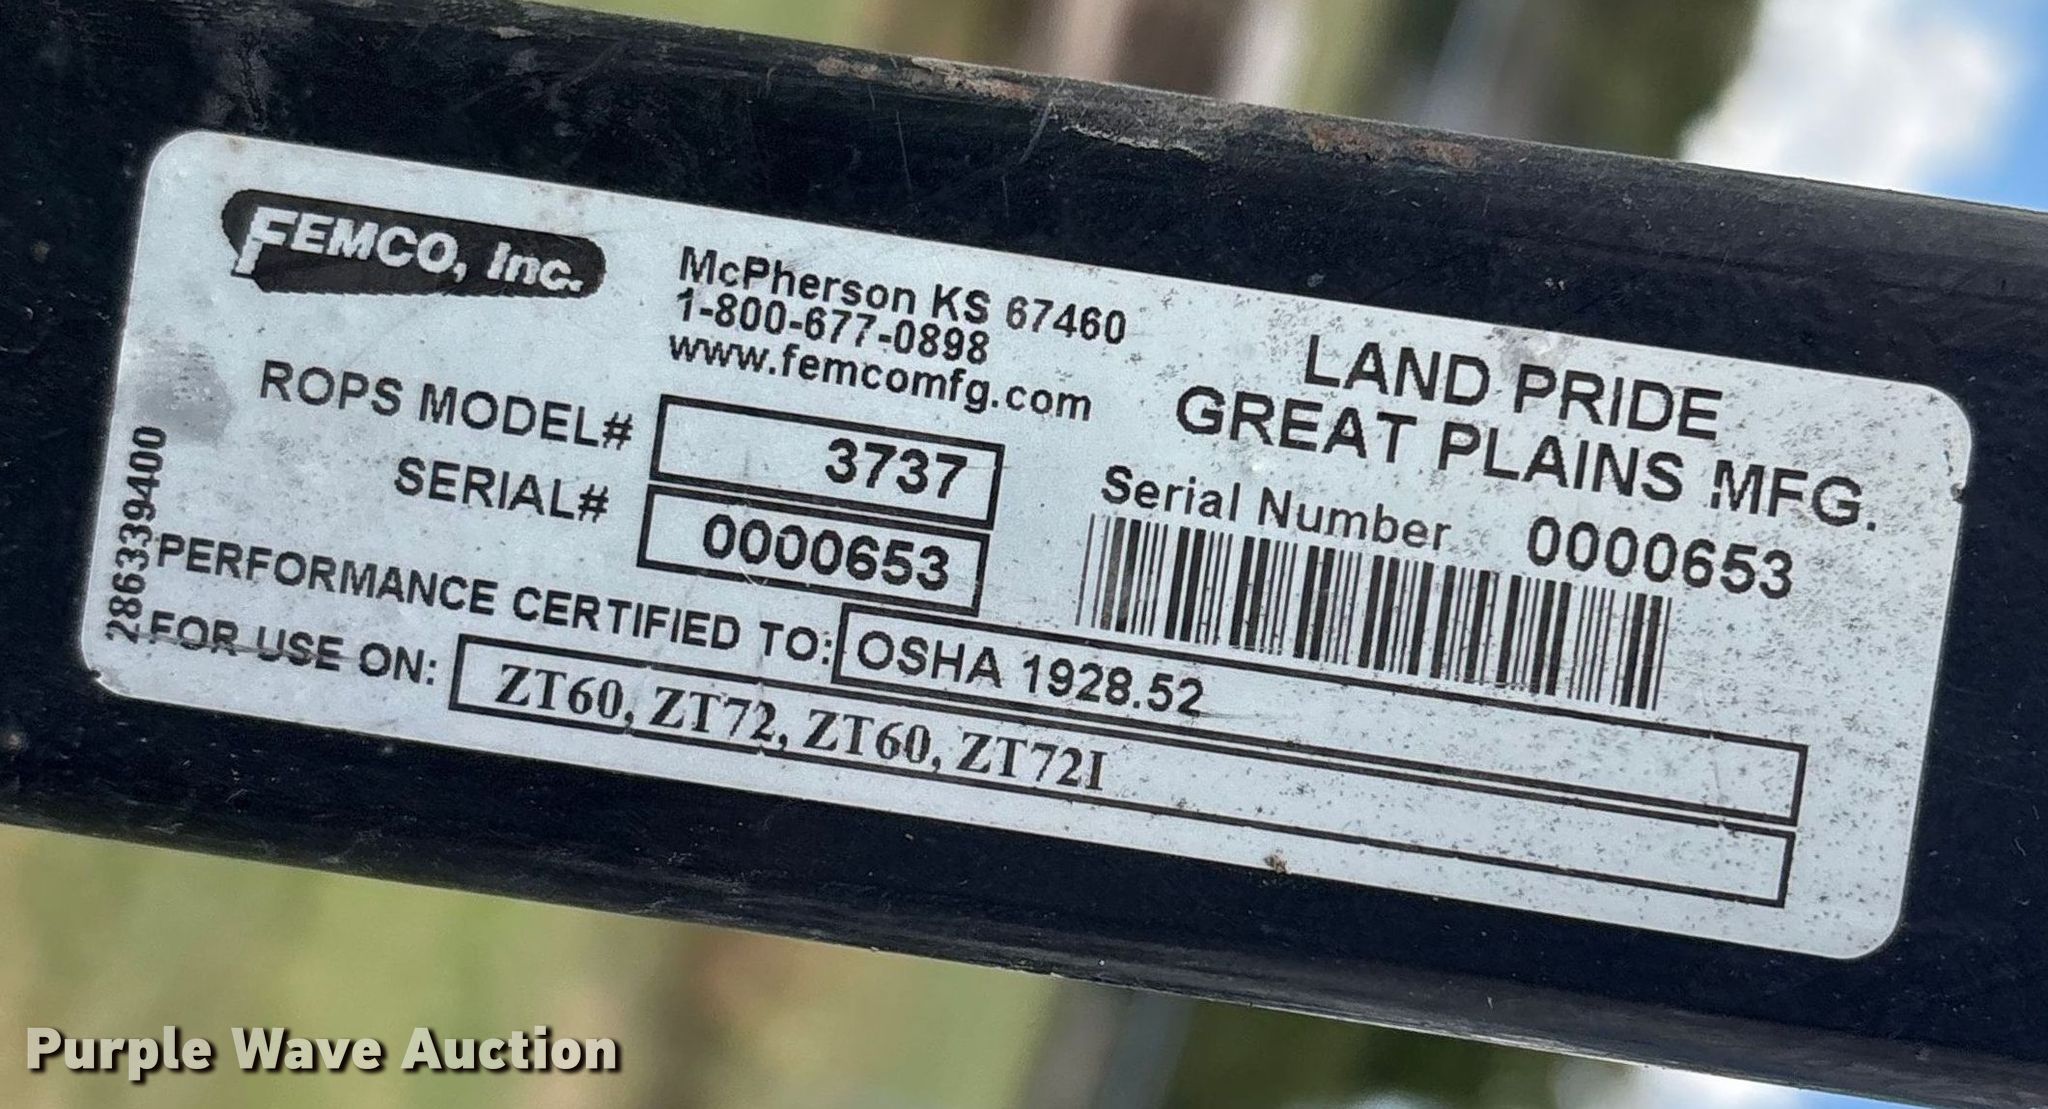 FEMCO, Inc.
McPherson KS 67460
1-800-677-0898
www.femcomfg.com
LAND PRIDE
GREAT PLAINS MFG.
ROPS MODEL# 3737
SERIAL# 0000653
Serial Number 0000653
PERFORMANCE CERTIFIED TO: OSHA 1928.52
FOR USE ON: ZT60, ZT72, ZT60, ZT72I
286339400
Purple Wave Auction